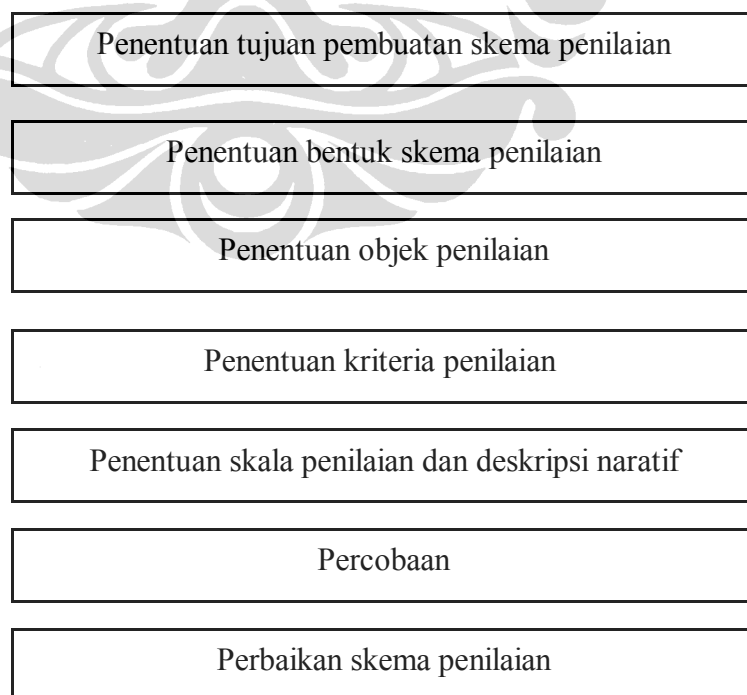 Penentuan tujuan pembuatan skema penilaian
Penentuan bentuk skema penilaian
Penentuan objek penilaian
Penentuan kriteria penilaian
Penentuan skala penilaian dan deskripsi naratif
Percobaan
Perbaikan skema penilaian